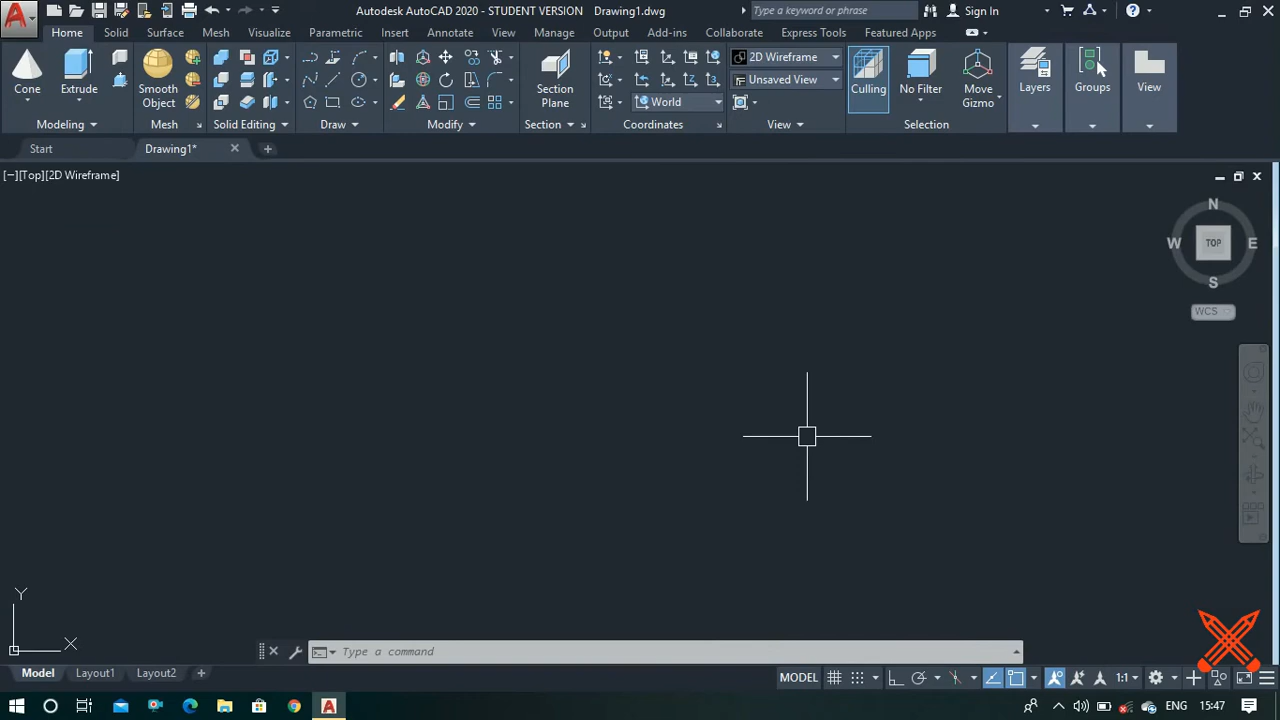 Autodesk AutoCAD 2020 - STUDENT VERSION Drawing1.dwg Type a keyword or phrase Sign In
Home Solid Surface Mesh Visualize Parametric Insert Annotate View Manage Output Add-ins Collaborate Express Tools Featured Apps
2D Wireframe
Unsaved View
World
Cone Extrude Smooth Object Section Plane Culling No Filter Move Gizmo Layers Groups View
Modeling Mesh Solid Editing Draw Modify Section Coordinates View Selection
Start Drawing1*
[−][Top][2D Wireframe]
N
W TOP E
S
WCS
Y
X
Type a command
Model Layout1 Layout2 MODEL 1:1
ENG 15:47